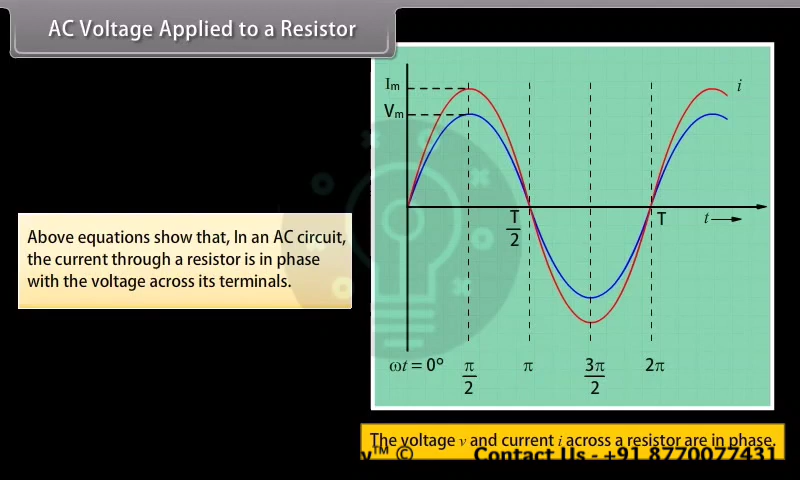 AC Voltage Applied to a Resistor
Above equations show that, In an AC circuit,
the current through a resistor is in phase
with the voltage across its terminals.
Im
Vm
i
T/2
T
t
ωt = 0°
π/2
π
3π/2
2π
The voltage v and current i across a resistor are in phase.
y™ © Contact Us - +91 8770077431